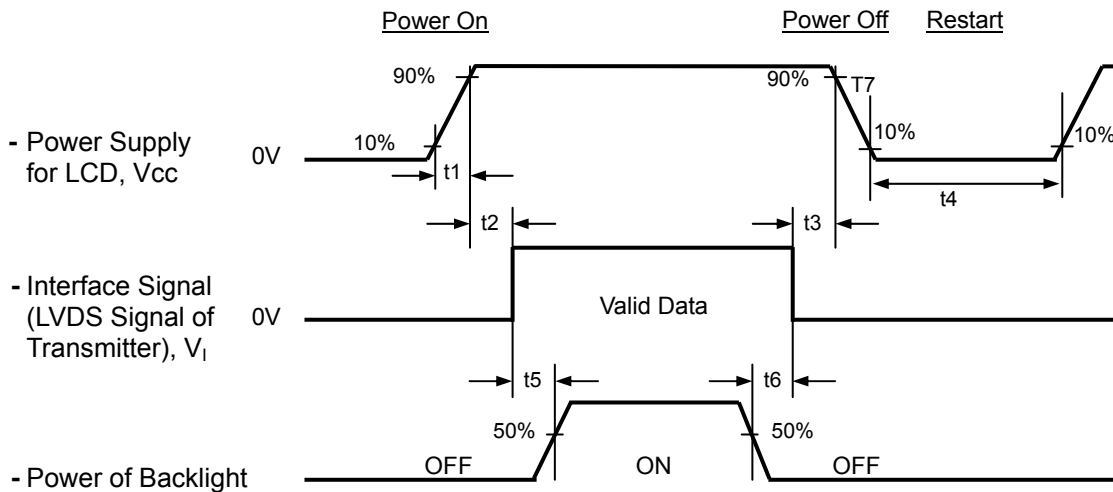 Power On
Power Off
Restart
90%
90%
T7
- Power Supply
for LCD, Vcc
0V
10%
10%
10%
t1
t4
t2
t3
- Interface Signal
(LVDS Signal of
Transmitter), VI
0V
Valid Data
t5
t6
50%
50%
- Power of Backlight
OFF
ON
OFF